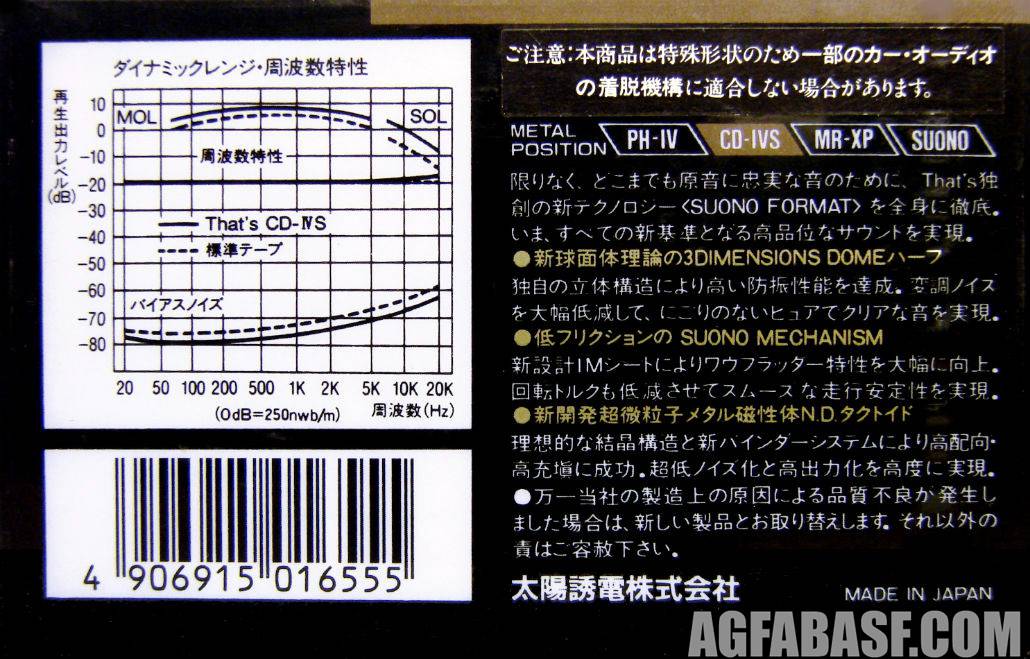 ダイナミックレンジ・周波数特性
再生出力レベル(dB)
10
0
-10
-20
-30
-40
-50
-60
-70
-80
MOL
SOL
周波数特性
That's CD-IVS
標準テープ
バイアスノイズ
20 50 100 200 500 1K 2K 5K 10K 20K
(0dB=250nwb/m) 周波数(Hz)
4 906915 016555
ご注意:本商品は特殊形状のため一部のカー・オーディオ
の着脱機構に適合しない場合があります。
METAL
POSITION
PH-IV CD-IVS MR-XP SUONO
限りなく、どこまでも原音に忠実な音のために、That's独
創の新テクノロジー<SUONO FORMAT>を全身に徹底。
いま、すべての新基準となる高品位なサウンドを実現。
●新球面体理論の3DIMENSIONS DOMEハーフ
独自の立体構造により高い防振性能を達成。変調ノイズ
を大幅低減して、にごりのないピュアでクリアな音を実現。
●低フリクションの SUONO MECHANISM
新設計IMシートによりワウフラッター特性を大幅に向上。
回転トルクも低減させてスムースな走行安定性を実現。
●新開発超微粒子メタル磁性体N.D.タクトイド
理想的な結晶構造と新バインダーシステムにより高配向・
高充塡に成功。超低ノイズ化と高出力化を高度に実現。
●万一当社の製造上の原因による品質不良が発生し
ました場合は、新しい製品とお取り替えします。それ以外の
責はご容赦下さい。
太陽誘電株式会社
MADE IN JAPAN
AGFABASF.COM